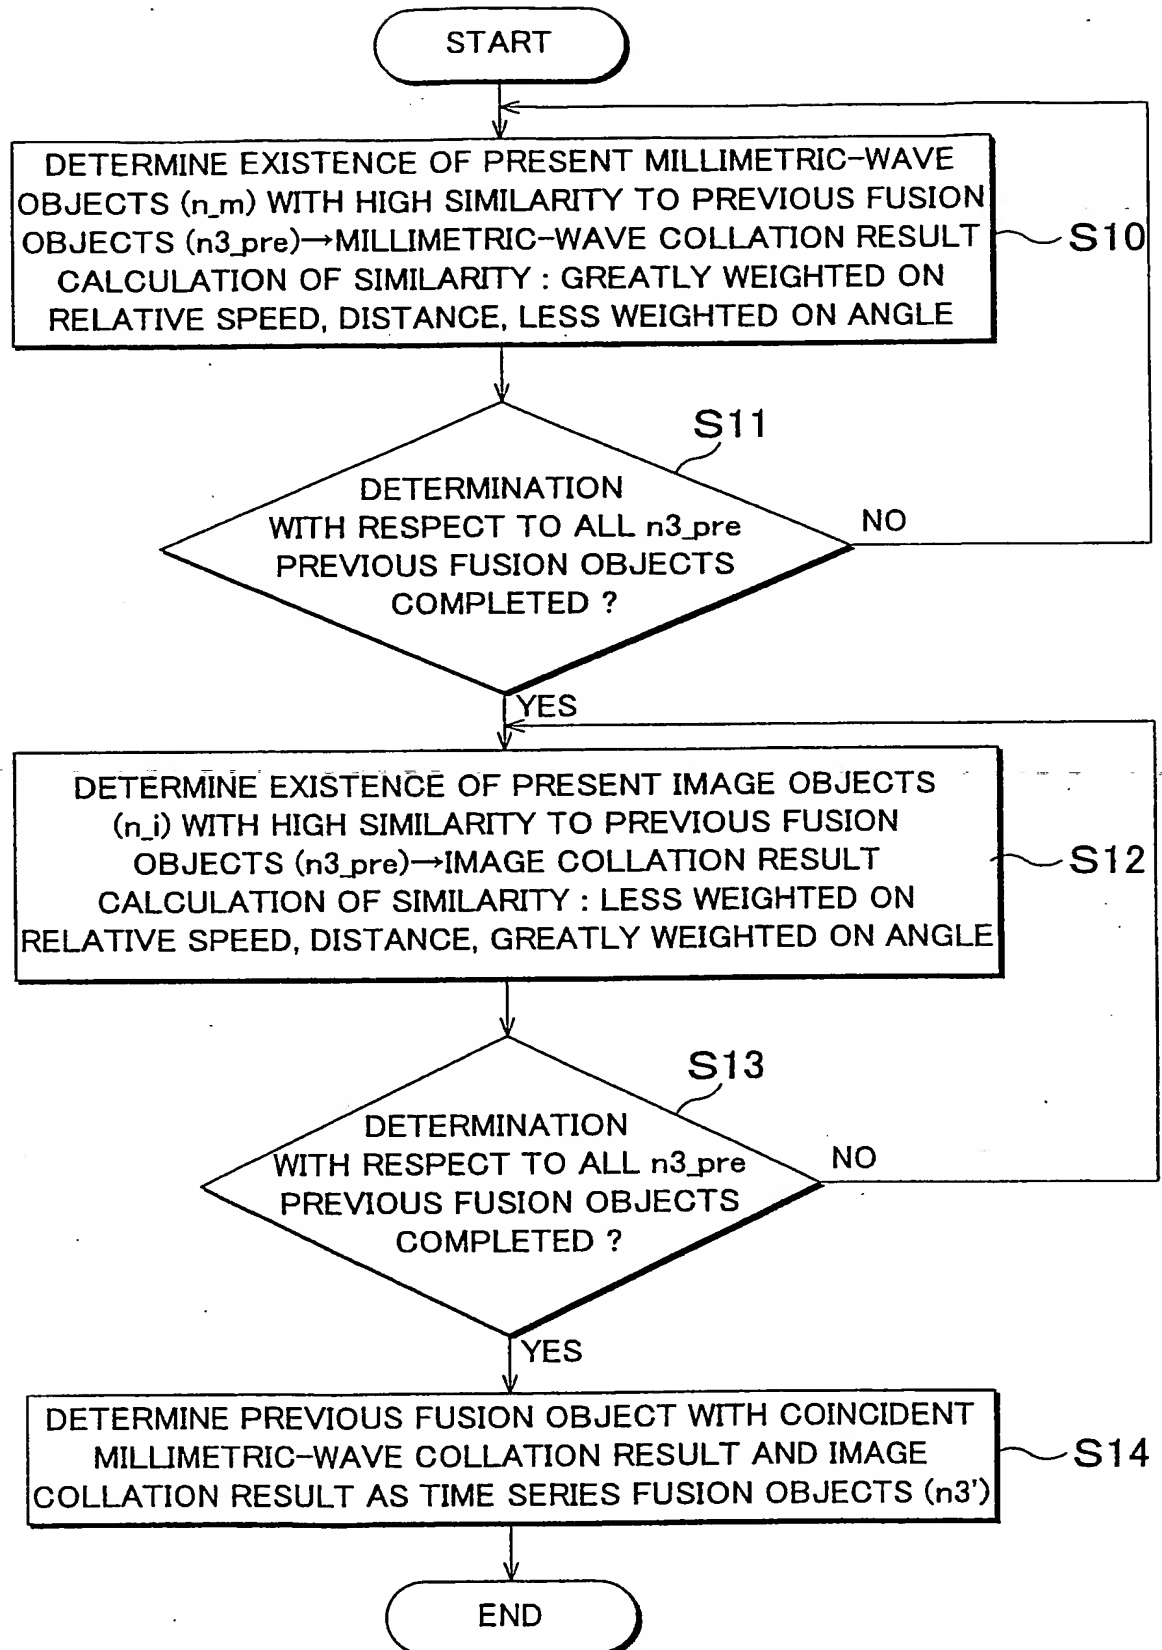 START
DETERMINE EXISTENCE OF PRESENT MILLIMETRIC-WAVE
OBJECTS (n_m) WITH HIGH SIMILARITY TO PREVIOUS FUSION
OBJECTS (n3_pre)→MILLIMETRIC-WAVE COLLATION RESULT
CALCULATION OF SIMILARITY : GREATLY WEIGHTED ON
RELATIVE SPEED, DISTANCE, LESS WEIGHTED ON ANGLE
S10
S11
DETERMINATION
WITH RESPECT TO ALL n3_pre
PREVIOUS FUSION OBJECTS
COMPLETED ?
NO
YES
DETERMINE EXISTENCE OF PRESENT IMAGE OBJECTS
(n_i) WITH HIGH SIMILARITY TO PREVIOUS FUSION
OBJECTS (n3_pre)→IMAGE COLLATION RESULT
CALCULATION OF SIMILARITY : LESS WEIGHTED ON
RELATIVE SPEED, DISTANCE, GREATLY WEIGHTED ON ANGLE
S12
S13
DETERMINATION
WITH RESPECT TO ALL n3_pre
PREVIOUS FUSION OBJECTS
COMPLETED ?
NO
YES
DETERMINE PREVIOUS FUSION OBJECT WITH COINCIDENT
MILLIMETRIC-WAVE COLLATION RESULT AND IMAGE
COLLATION RESULT AS TIME SERIES FUSION OBJECTS (n3')
S14
END